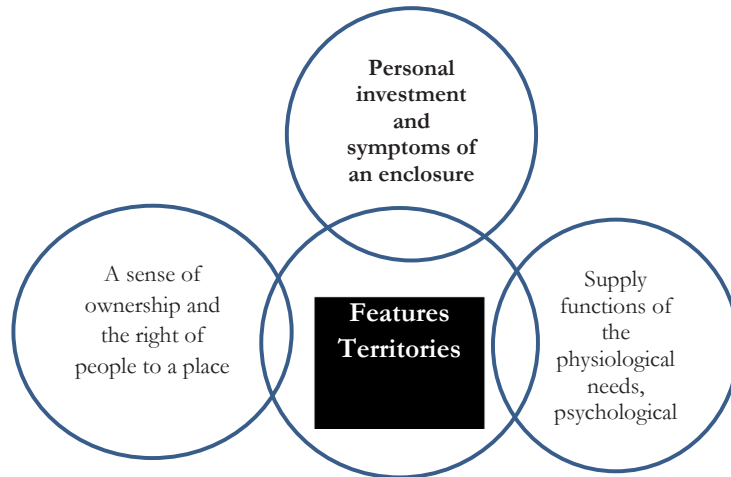 Personal
investment
and
symptoms of
an enclosure
A sense of
ownership and
the right of
people to a place
Features
Territories
Supply
functions of
the
physiological
needs,
psychological